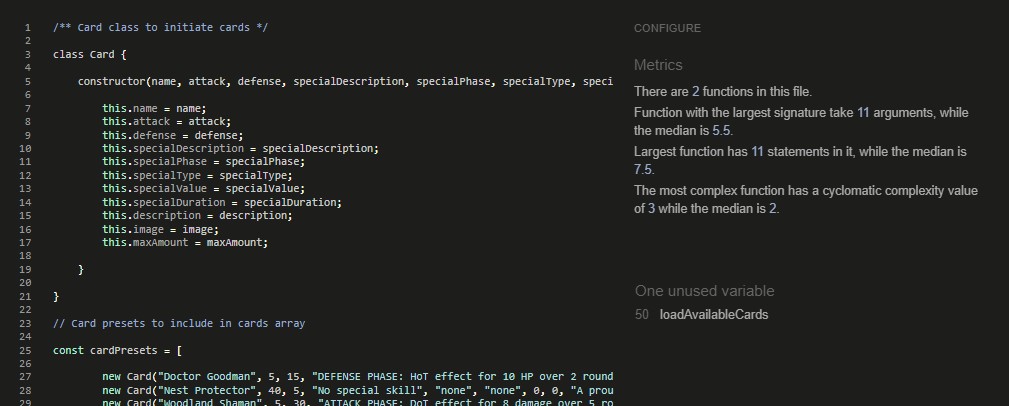 1 /** Card class to initiate cards */
2
3 class Card {
4
5 constructor(name, attack, defense, specialDescription, specialPhase, specialType, speci
6
7 this.name = name;
8 this.attack = attack;
9 this.defense = defense;
10 this.specialDescription = specialDescription;
11 this.specialPhase = specialPhase;
12 this.specialType = specialType;
13 this.specialValue = specialValue;
14 this.specialDuration = specialDuration;
15 this.description = description;
16 this.image = image;
17 this.maxAmount = maxAmount;
18
19 }
20
21 }
22
23 // Card presets to include in cards array
24
25 const cardPresets = [
26
27 new Card("Doctor Goodman", 5, 15, "DEFENSE PHASE: HoT effect for 10 HP over 2 round
28 new Card("Nest Protector", 40, 5, "No special skill", "none", "none", 0, 0, "A prou
29 new Card("Woodland Shaman", 5, 30, "ATTACK PHASE: DoT effect for 8 damage over 5 ro
CONFIGURE
Metrics
There are 2 functions in this file.
Function with the largest signature take 11 arguments, while
the median is 5.5.
Largest function has 11 statements in it, while the median is
7.5.
The most complex function has a cyclomatic complexity value
of 3 while the median is 2.
One unused variable
50 loadAvailableCards